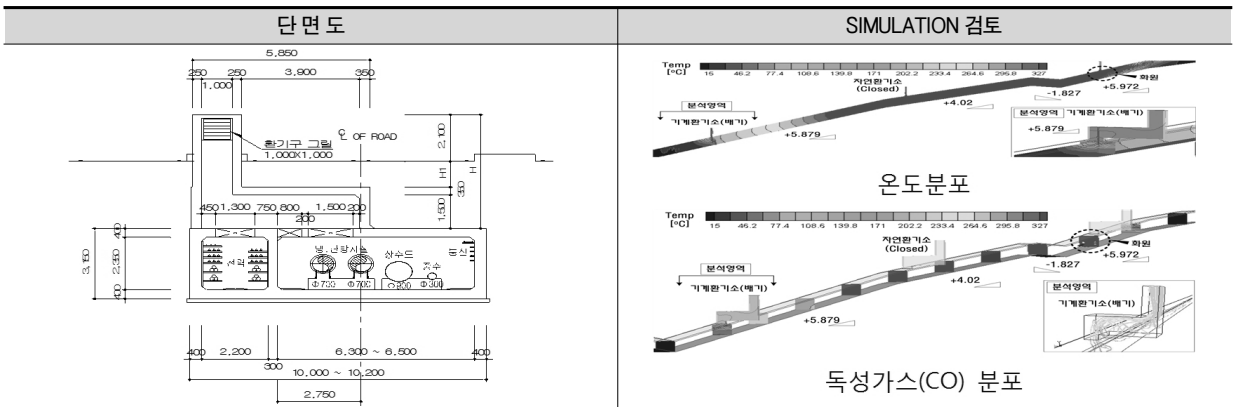 단 면 도
SIMULATION 검토
5,850
250 250 3,900 350
1,000
℄ OF ROAD
환기구 그릴
1,000X1,000
2,100
H1
H
350
1,500
450 1,300 750 800 1,500 200
200
400
3,150
2,350
400
전력
냉.난방시설
상수도
통신
Φ700 Φ700 Φ900 Φ300
400 2,200 6,300 ~ 6,500 400
300
10,000 ~ 10,200
2,750
Temp
[°C]
15 46.2 77.4 108.6 139.8 171 202.2 233.4 264.6 295.8 327
자연환기소
(Closed)
화원
+5.972
-1.827
+4.02
분석영역
기계환기소(배기)
+5.879
분석영역 기계환기소(배기)
+5.879
온도분포
Temp
[°C]
15 46.2 77.4 108.6 139.8 171 202.2 233.4 264.6 295.8 327
자연환기소
(Closed)
화원
+5.972
-1.827
+4.02
분석영역
기계환기소(배기)
+5.879
분석영역
기계환기소(배기)
독성가스(CO) 분포